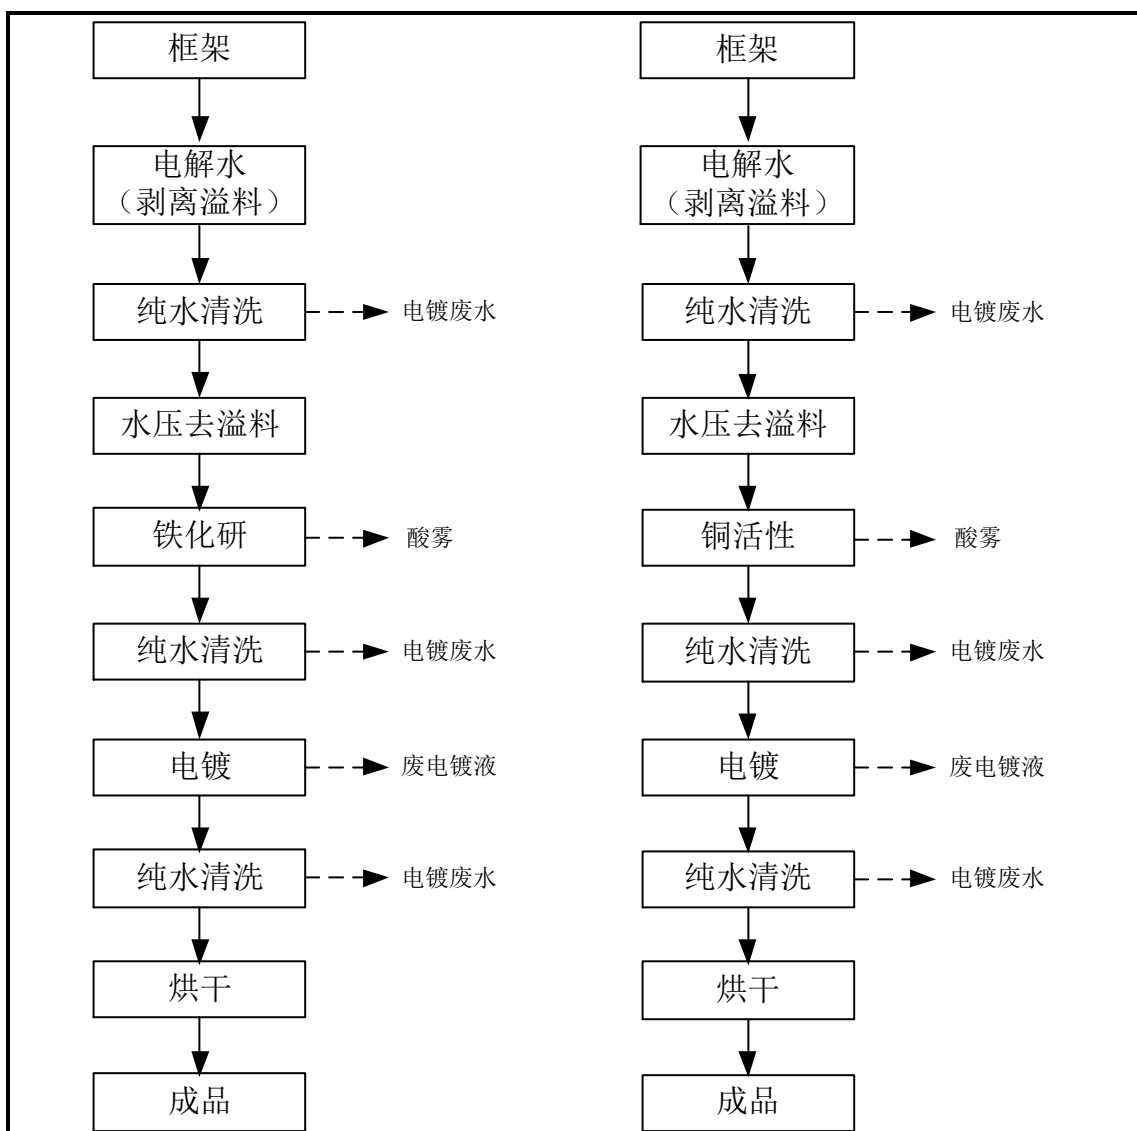 框架
电解水
（剥离溢料）
纯水清洗
电镀废水
水压去溢料
铁化研
酸雾
纯水清洗
电镀废水
电镀
废电镀液
纯水清洗
电镀废水
烘干
成品
框架
电解水
（剥离溢料）
纯水清洗
电镀废水
水压去溢料
铜活性
酸雾
纯水清洗
电镀废水
电镀
废电镀液
纯水清洗
电镀废水
烘干
成品